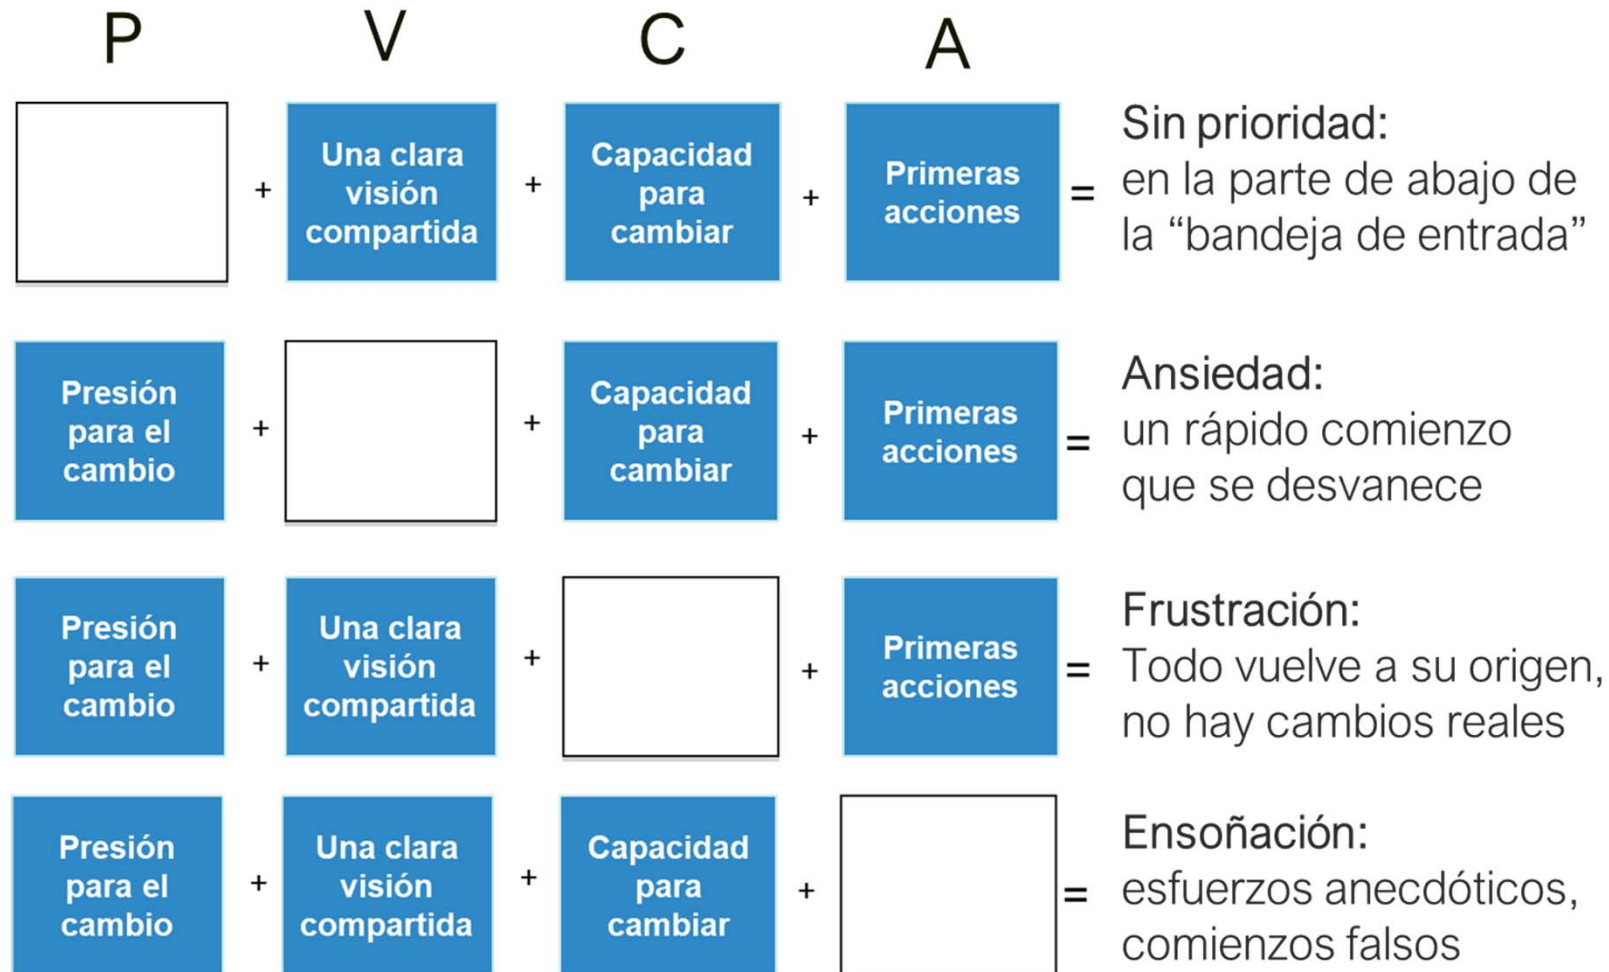 P V C A
Una clara
visión
compartida
+
+
Capacidad
para
cambiar
+
Primeras
acciones
=
Sin prioridad:
en la parte de abajo de
la “bandeja de entrada”
Presión
para el
cambio
+
+
Capacidad
para
cambiar
+
Primeras
acciones
=
Ansiedad:
un rápido comienzo
que se desvanece
Presión
para el
cambio
+
Una clara
visión
compartida
+
+
Primeras
acciones
=
Frustración:
Todo vuelve a su origen,
no hay cambios reales
Presión
para el
cambio
+
Una clara
visión
compartida
+
Capacidad
para
cambiar
+
=
Ensoñación:
esfuerzos anecdóticos,
comienzos falsos